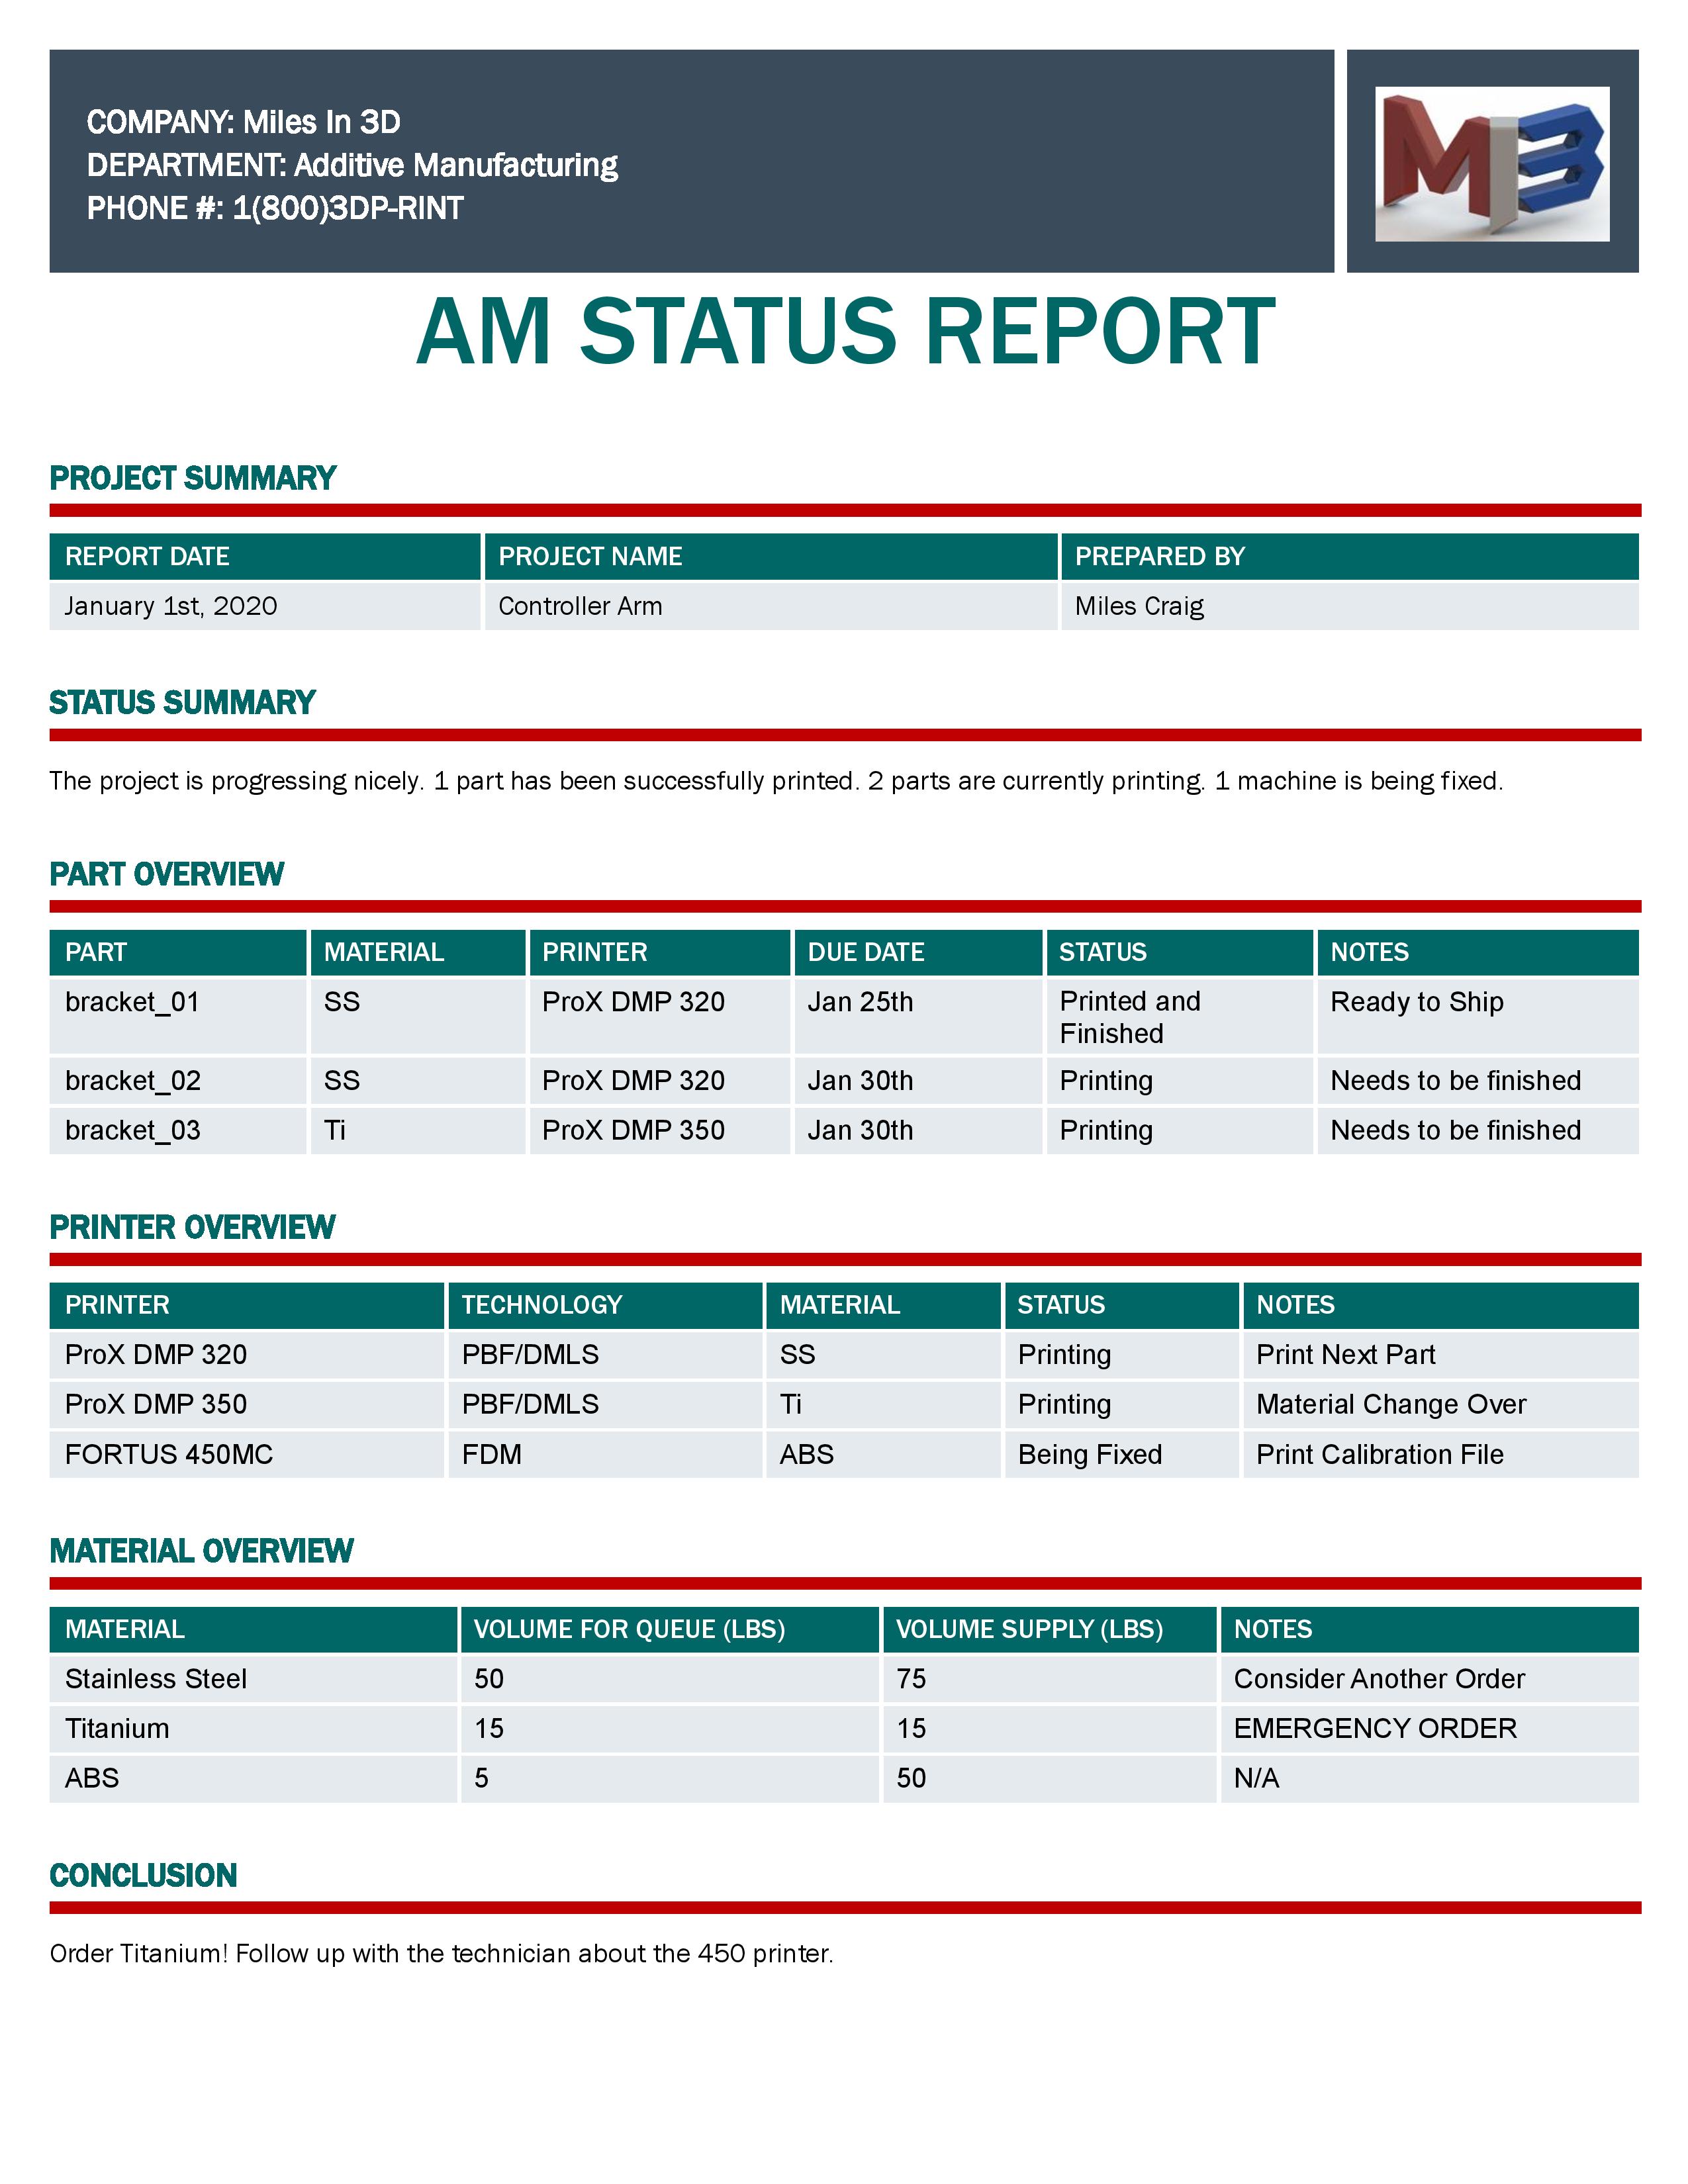 COMPANY: Miles In 3D
DEPARTMENT: Additive Manufacturing
PHONE #: 1(800)3DP-RINT
MI3
AM STATUS REPORT
PROJECT SUMMARY
REPORT DATE PROJECT NAME PREPARED BY
January 1st, 2020 Controller Arm Miles Craig
STATUS SUMMARY
The project is progressing nicely. 1 part has been successfully printed. 2 parts are currently printing. 1 machine is being fixed.
PART OVERVIEW
PART MATERIAL PRINTER DUE DATE STATUS NOTES
bracket_01 SS ProX DMP 320 Jan 25th Printed and Ready to Ship
Finished
bracket_02 SS ProX DMP 320 Jan 30th Printing Needs to be finished
bracket_03 Ti ProX DMP 350 Jan 30th Printing Needs to be finished
PRINTER OVERVIEW
PRINTER TECHNOLOGY MATERIAL STATUS NOTES
ProX DMP 320 PBF/DMLS SS Printing Print Next Part
ProX DMP 350 PBF/DMLS Ti Printing Material Change Over
FORTUS 450MC FDM ABS Being Fixed Print Calibration File
MATERIAL OVERVIEW
MATERIAL VOLUME FOR QUEUE (LBS) VOLUME SUPPLY (LBS) NOTES
Stainless Steel 50 75 Consider Another Order
Titanium 15 15 EMERGENCY ORDER
ABS 5 50 N/A
CONCLUSION
Order Titanium! Follow up with the technician about the 450 printer.